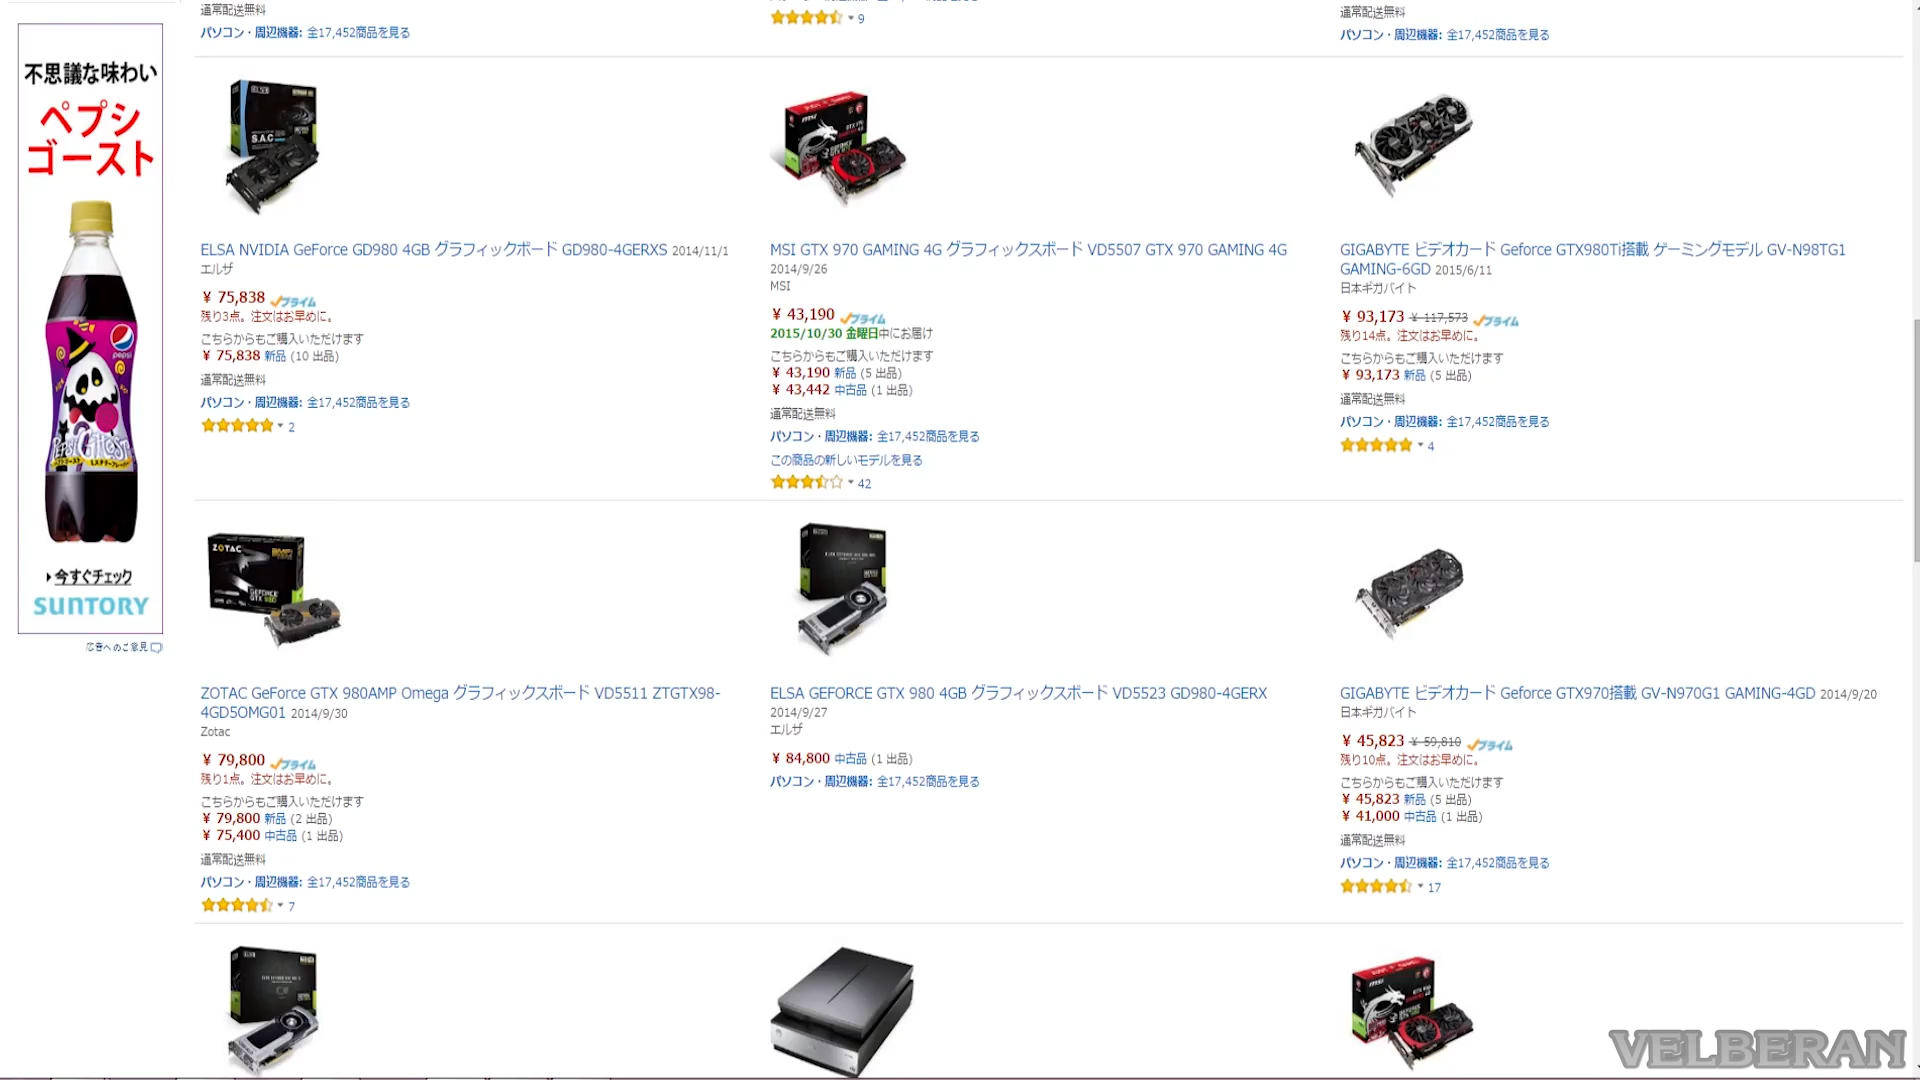 通常配送無料
パソコン・周辺機器: 全17,452商品を見る
9
通常配送無料
パソコン・周辺機器: 全17,452商品を見る
不思議な味わい
ペプシ
ゴースト
pepsi
PEPSI GHOST
▶今すぐチェック
SUNTORY
広告へのご意見
ELSA NVIDIA GeForce GD980 4GB グラフィックボード GD980-4GERXS 2014/11/1
エルザ
¥ 75,838 プライム
残り3点。注文はお早めに。
こちらからもご購入いただけます
¥ 75,838 新品 (10 出品)
通常配送無料
パソコン・周辺機器: 全17,452商品を見る
2
MSI GTX 970 GAMING 4G グラフィックスボード VD5507 GTX 970 GAMING 4G
2014/9/26
MSI
¥ 43,190 プライム
2015/10/30 金曜日中にお届け
こちらからもご購入いただけます
¥ 43,190 新品 (5 出品)
¥ 43,442 中古品 (1 出品)
通常配送無料
パソコン・周辺機器: 全17,452商品を見る
この商品の新しいモデルを見る
42
GIGABYTE ビデオカード Geforce GTX980Ti搭載 ゲーミングモデル GV-N98TG1
GAMING-6GD 2015/6/11
日本ギガバイト
¥ 93,173 ¥ 117,573 プライム
残り14点。注文はお早めに。
こちらからもご購入いただけます
¥ 93,173 新品 (5 出品)
通常配送無料
パソコン・周辺機器: 全17,452商品を見る
4
ZOTAC
ZOTAC GeForce GTX 980AMP Omega グラフィックスボード VD5511 ZTGTX98-
4GD5OMG01 2014/9/30
Zotac
¥ 79,800 プライム
残り1点。注文はお早めに。
こちらからもご購入いただけます
¥ 79,800 新品 (2 出品)
¥ 75,400 中古品 (1 出品)
通常配送無料
パソコン・周辺機器: 全17,452商品を見る
7
ELSA GEFORCE GTX 980 4GB グラフィックスボード VD5523 GD980-4GERX
2014/9/27
エルザ
¥ 84,800 中古品 (1 出品)
パソコン・周辺機器: 全17,452商品を見る
GIGABYTE ビデオカード Geforce GTX970搭載 GV-N970G1 GAMING-4GD 2014/9/20
日本ギガバイト
¥ 45,823 ¥ 59,810 プライム
残り10点。注文はお早めに。
こちらからもご購入いただけます
¥ 45,823 新品 (5 出品)
¥ 41,000 中古品 (1 出品)
通常配送無料
パソコン・周辺機器: 全17,452商品を見る
17
VELBERAN